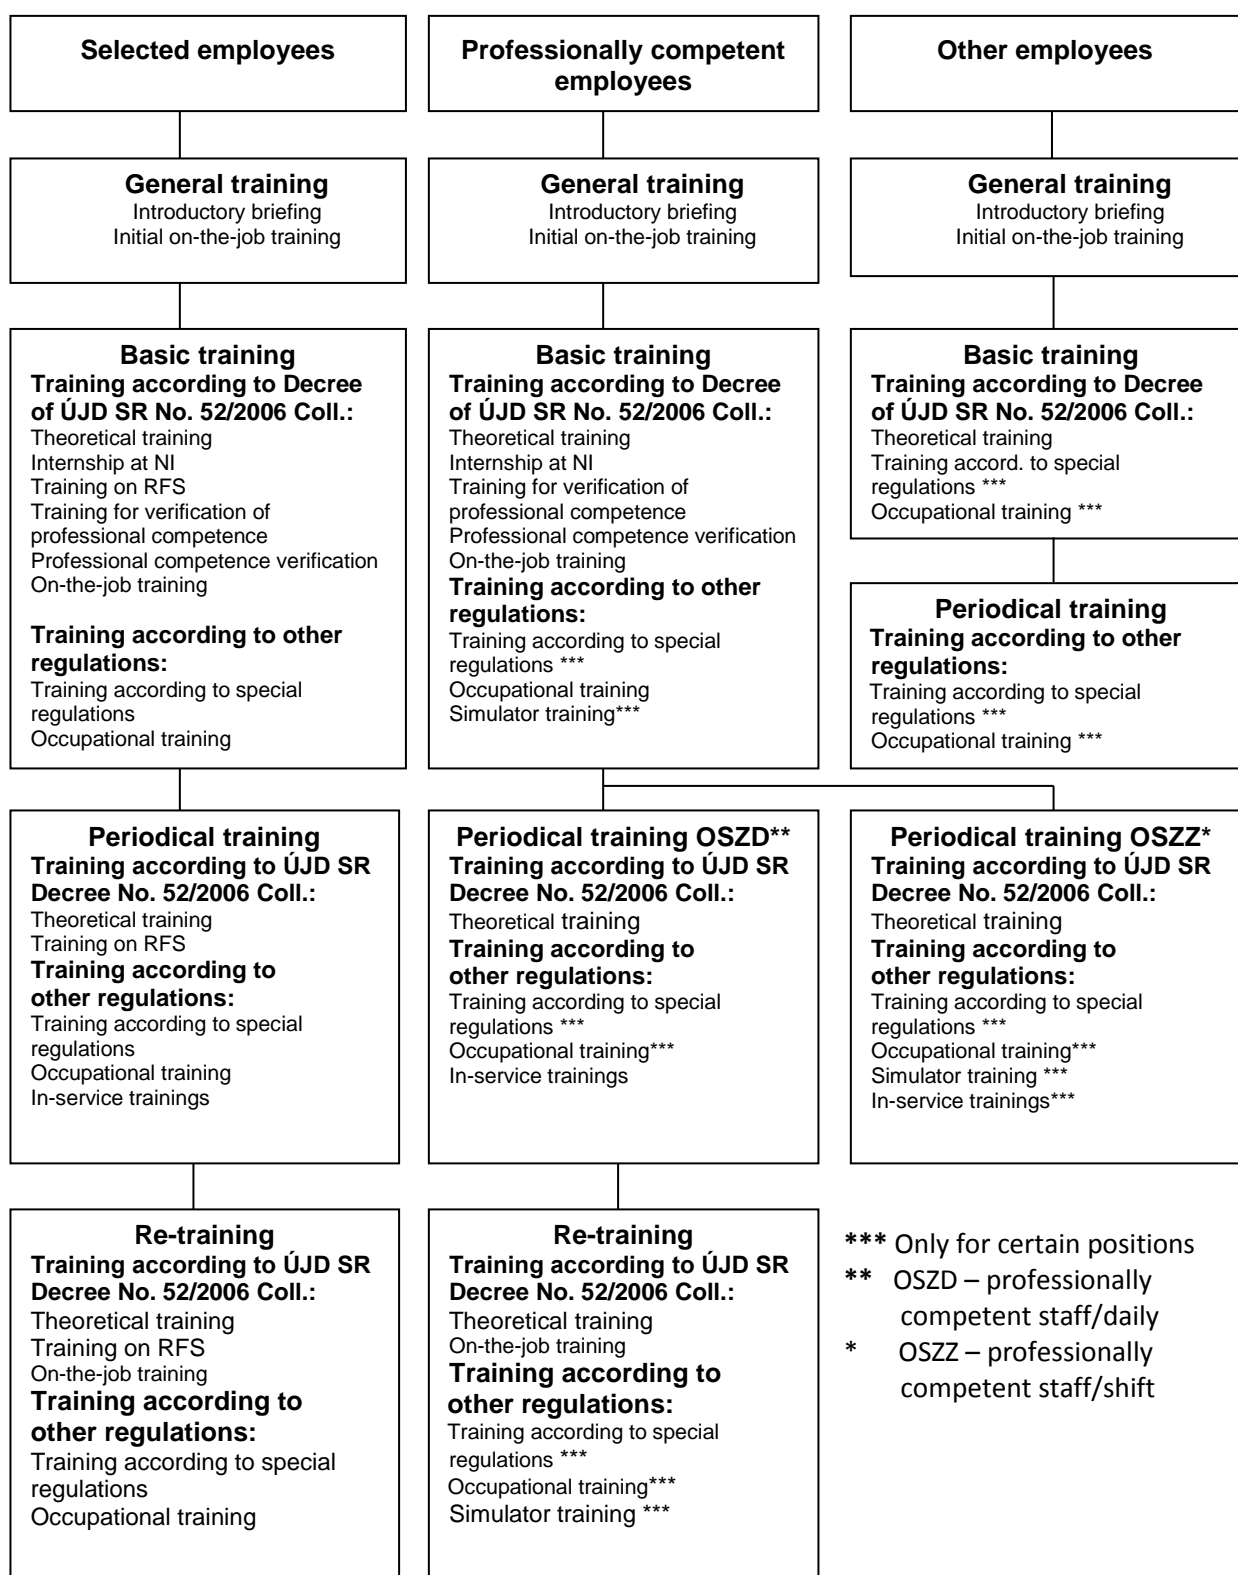 Selected employees
Professionally competent
employees
Other employees
General training
Introductory briefing
Initial on-the-job training
General training
Introductory briefing
Initial on-the-job training
General training
Introductory briefing
Initial on-the-job training
Basic training
Training according to Decree
of ÚJD SR No. 52/2006 Coll.:
Theoretical training
Internship at NI
Training on RFS
Training for verification of
professional competence
Professional competence verification
On-the-job training
Training according to other
regulations:
Training according to special
regulations
Occupational training
Basic training
Training according to Decree
of ÚJD SR No. 52/2006 Coll.:
Theoretical training
Internship at NI
Training for verification of
professional competence
Professional competence verification
On-the-job training
Training according to other
regulations:
Training according to special
regulations ***
Occupational training
Simulator training***
Basic training
Training according to Decree
of ÚJD SR No. 52/2006 Coll.:
Theoretical training
Training accord. to special
regulations ***
Occupational training ***
Periodical training
Training according to other
regulations:
Training according to special
regulations ***
Occupational training ***
Periodical training
Training according to ÚJD SR
Decree No. 52/2006 Coll.:
Theoretical training
Training on RFS
Training according to
other regulations:
Training according to special
regulations
Occupational training
In-service trainings
Periodical training OSZD**
Training according to ÚJD SR
Decree No. 52/2006 Coll.:
Theoretical training
Training according to
other regulations:
Training according to special
regulations ***
Occupational training***
In-service trainings
Periodical training OSZZ*
Training according to ÚJD SR
Decree No. 52/2006 Coll.:
Theoretical training
Training according to
other regulations:
Training according to special
regulations ***
Occupational training***
Simulator training ***
In-service trainings***
Re-training
Training according to ÚJD SR
Decree No. 52/2006 Coll.:
Theoretical training
Training on RFS
On-the-job training
Training according to
other regulations:
Training according to special
regulations
Occupational training
Re-training
Training according to ÚJD SR
Decree No. 52/2006 Coll.:
Theoretical training
On-the-job training
Training according to
other regulations:
Training according to special
regulations ***
Occupational training***
Simulator training ***
*** Only for certain positions
** OSZD – professionally
competent staff/daily
* OSZZ – professionally
competent staff/shift